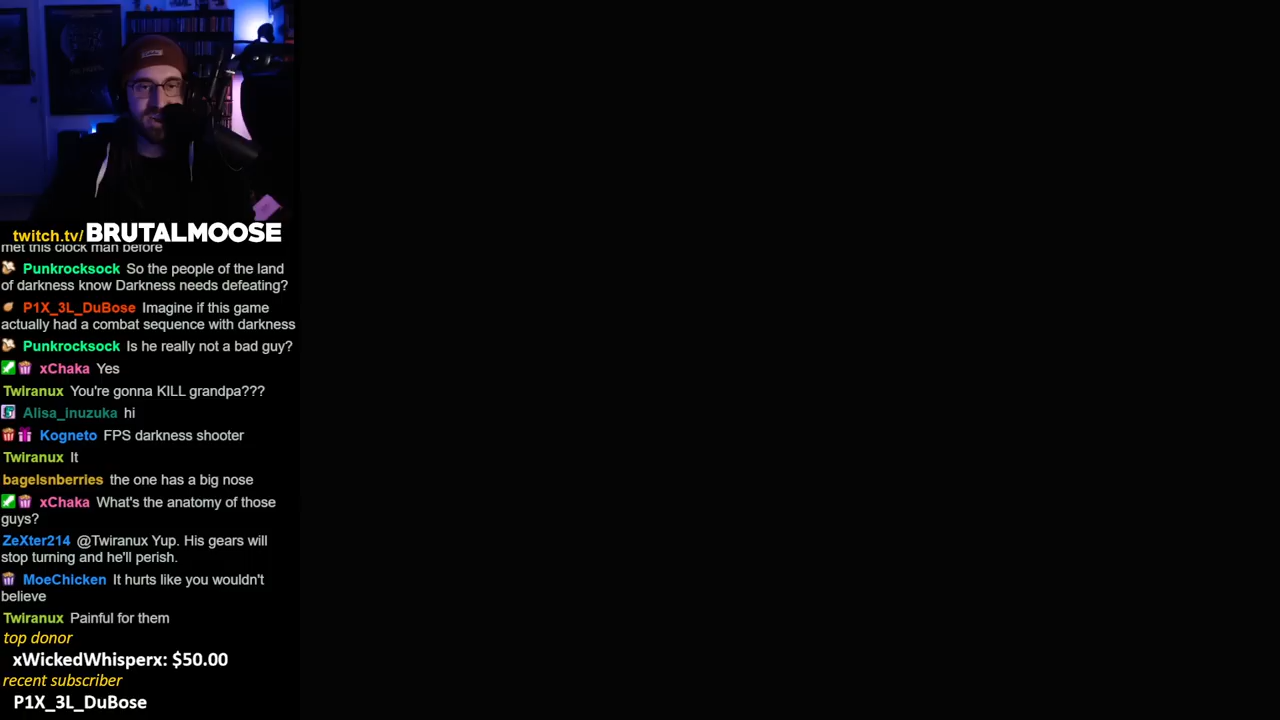 twitch.tv/BRUTALMOOSE
met this clock man before
Punkrocksock So the people of the land
of darkness know Darkness needs defeating?
P1X_3L_DuBose Imagine if this game
actually had a combat sequence with darkness
Punkrocksock Is he really not a bad guy?
xChaka Yes
Twiranux You're gonna KILL grandpa???
Alisa_inuzuka hi
Kogneto FPS darkness shooter
Twiranux It
bagelsnberries the one has a big nose
xChaka What's the anatomy of those
guys?
ZeXter214 @Twiranux Yup. His gears will
stop turning and he'll perish.
MoeChicken It hurts like you wouldn't
believe
Twiranux Painful for them
top donor
xWickedWhisperx: $50.00
recent subscriber
P1X_3L_DuBose